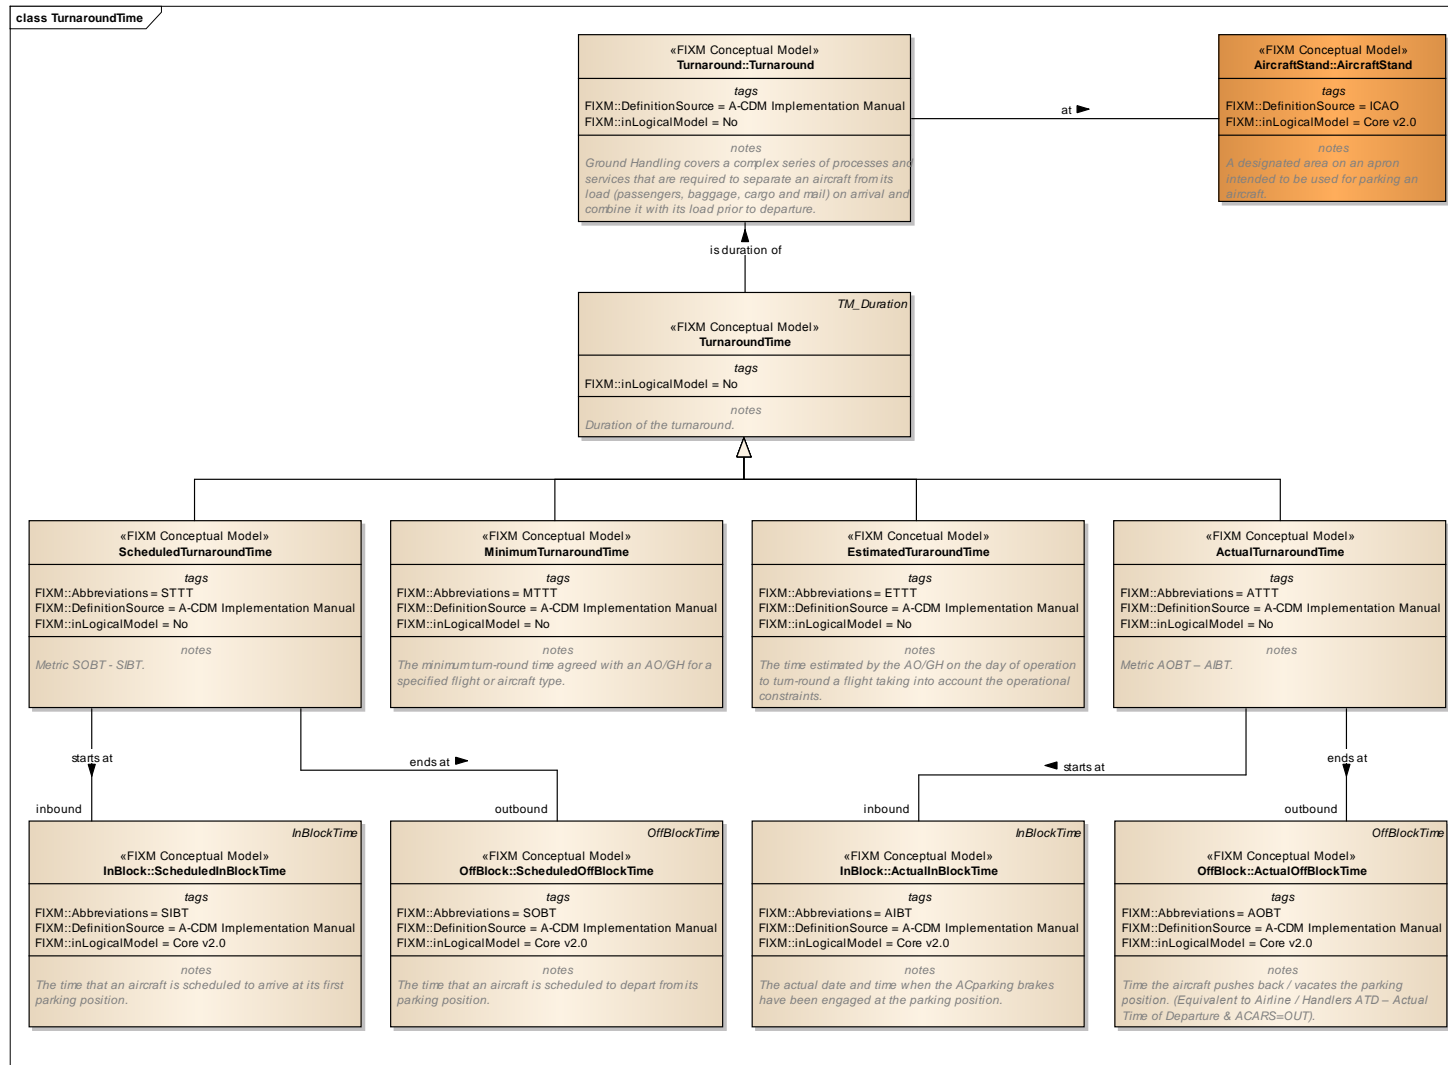 class TurnaroundTime
«FIXM Conceptual Model»
Turnaround::Turnaround
tags
FIXM::DefinitionSource = A-CDM Implementation Manual
FIXM::inLogicalModel = No
notes
Ground Handling covers a complex series of processes and
services that are required to separate an aircraft from its
load (passengers, baggage, cargo and mail) on arrival and
combine it with its load prior to departure.
at
«FIXM Conceptual Model»
AircraftStand::AircraftStand
tags
FIXM::DefinitionSource = ICAO
FIXM::inLogicalModel = Core v2.0
notes
A designated area on an apron
intended to be used for parking an
aircraft.
is duration of
TM_Duration
«FIXM Conceptual Model»
TurnaroundTime
tags
FIXM::inLogicalModel = No
notes
Duration of the turnaround.
«FIXM Conceptual Model»
ScheduledTurnaroundTime
tags
FIXM::Abbreviations = STTT
FIXM::DefinitionSource = A-CDM Implementation Manual
FIXM::inLogicalModel = No
notes
Metric SOBT - SIBT.
«FIXM Conceptual Model»
MinimumTurnaroundTime
tags
FIXM::Abbreviations = MTTT
FIXM::DefinitionSource = A-CDM Implementation Manual
FIXM::inLogicalModel = No
notes
The minimum turn-round time agreed with an AO/GH for a
specified flight or aircraft type.
«FIXM Conceptual Model»
EstimatedTuraroundTime
tags
FIXM::Abbreviations = ETTT
FIXM::DefinitionSource = A-CDM Implementation Manual
FIXM::inLogicalModel = No
notes
The time estimated by the AO/GH on the day of operation
to turn-round a flight taking into account the operational
constraints.
«FIXM Conceptual Model»
ActualTurnaroundTime
tags
FIXM::Abbreviations = ATTT
FIXM::DefinitionSource = A-CDM Implementation Manual
FIXM::inLogicalModel = No
notes
Metric AOBT – AIBT.
starts at
inbound
ends at
outbound
starts at
inbound
ends at
outbound
InBlockTime
«FIXM Conceptual Model»
InBlock::ScheduledInBlockTime
tags
FIXM::Abbreviations = SIBT
FIXM::DefinitionSource = A-CDM Implementation Manual
FIXM::inLogicalModel = Core v2.0
notes
The time that an aircraft is scheduled to arrive at its first
parking position.
OffBlockTime
«FIXM Conceptual Model»
OffBlock::ScheduledOffBlockTime
tags
FIXM::Abbreviations = SOBT
FIXM::DefinitionSource = A-CDM Implementation Manual
FIXM::inLogicalModel = Core v2.0
notes
The time that an aircraft is scheduled to depart from its
parking position.
InBlockTime
«FIXM Conceptual Model»
InBlock::ActualInBlockTime
tags
FIXM::Abbreviations = AIBT
FIXM::DefinitionSource = A-CDM Implementation Manual
FIXM::inLogicalModel = Core v2.0
notes
The actual date and time when the AC parking brakes
have been engaged at the parking position.
OffBlockTime
«FIXM Conceptual Model»
OffBlock::ActualOffBlockTime
tags
FIXM::Abbreviations = AOBT
FIXM::DefinitionSource = A-CDM Implementation Manual
FIXM::inLogicalModel = Core v2.0
notes
Time the aircraft pushes back / vacates the parking
position. (Equivalent to Airline / Handlers ATD – Actual
Time of Departure & ACARS=OUT).